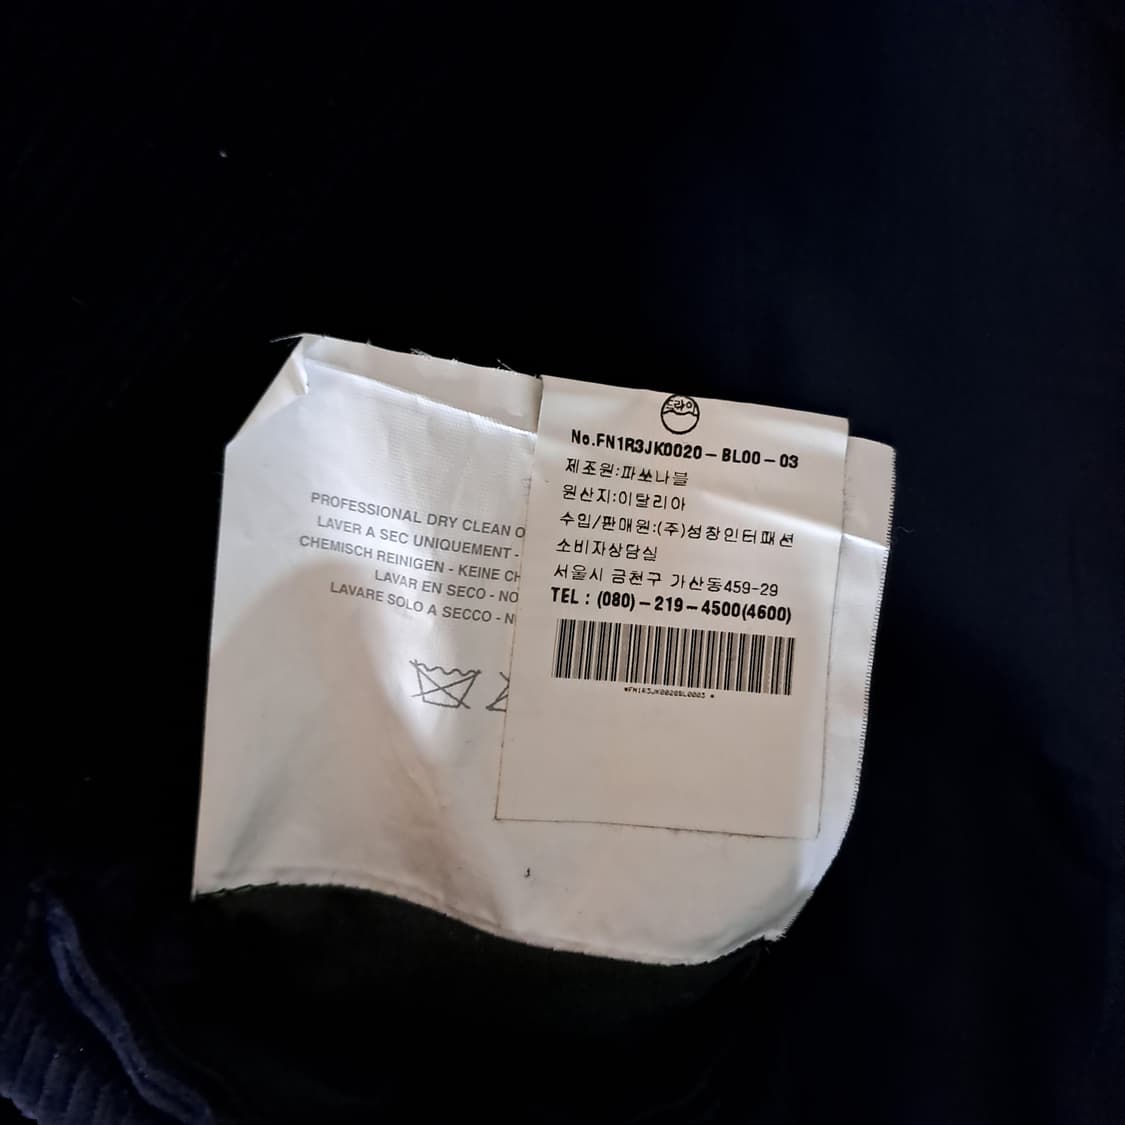 PROFESSIONAL DRY CLEAN O
LAVER A SEC UNIQUEMENT -
CHEMISCH REINIGEN - KEINE CH
LAVAR EN SECO - NO
LAVARE SOLO A SECCO - N
드라이
No.FN1R3JK0020-BL00-03
제조원:파쏘나블
원산지:이탈리아
수입/판매원:(주)성창인터패션
소비자상담실
서울시 금천구 가산동459-29
TEL : (080)-219-4500(4600)
*FN1R3JK0020BL0003 *